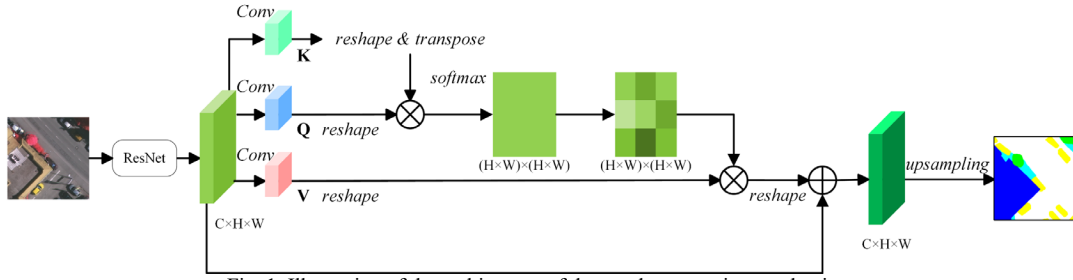 Conv
K
reshape & transpose
softmax
Conv
Q reshape
ResNet
(H×W)×(H×W)
(H×W)×(H×W)
Conv
V reshape
reshape
upsampling
C×H×W
C×H×W